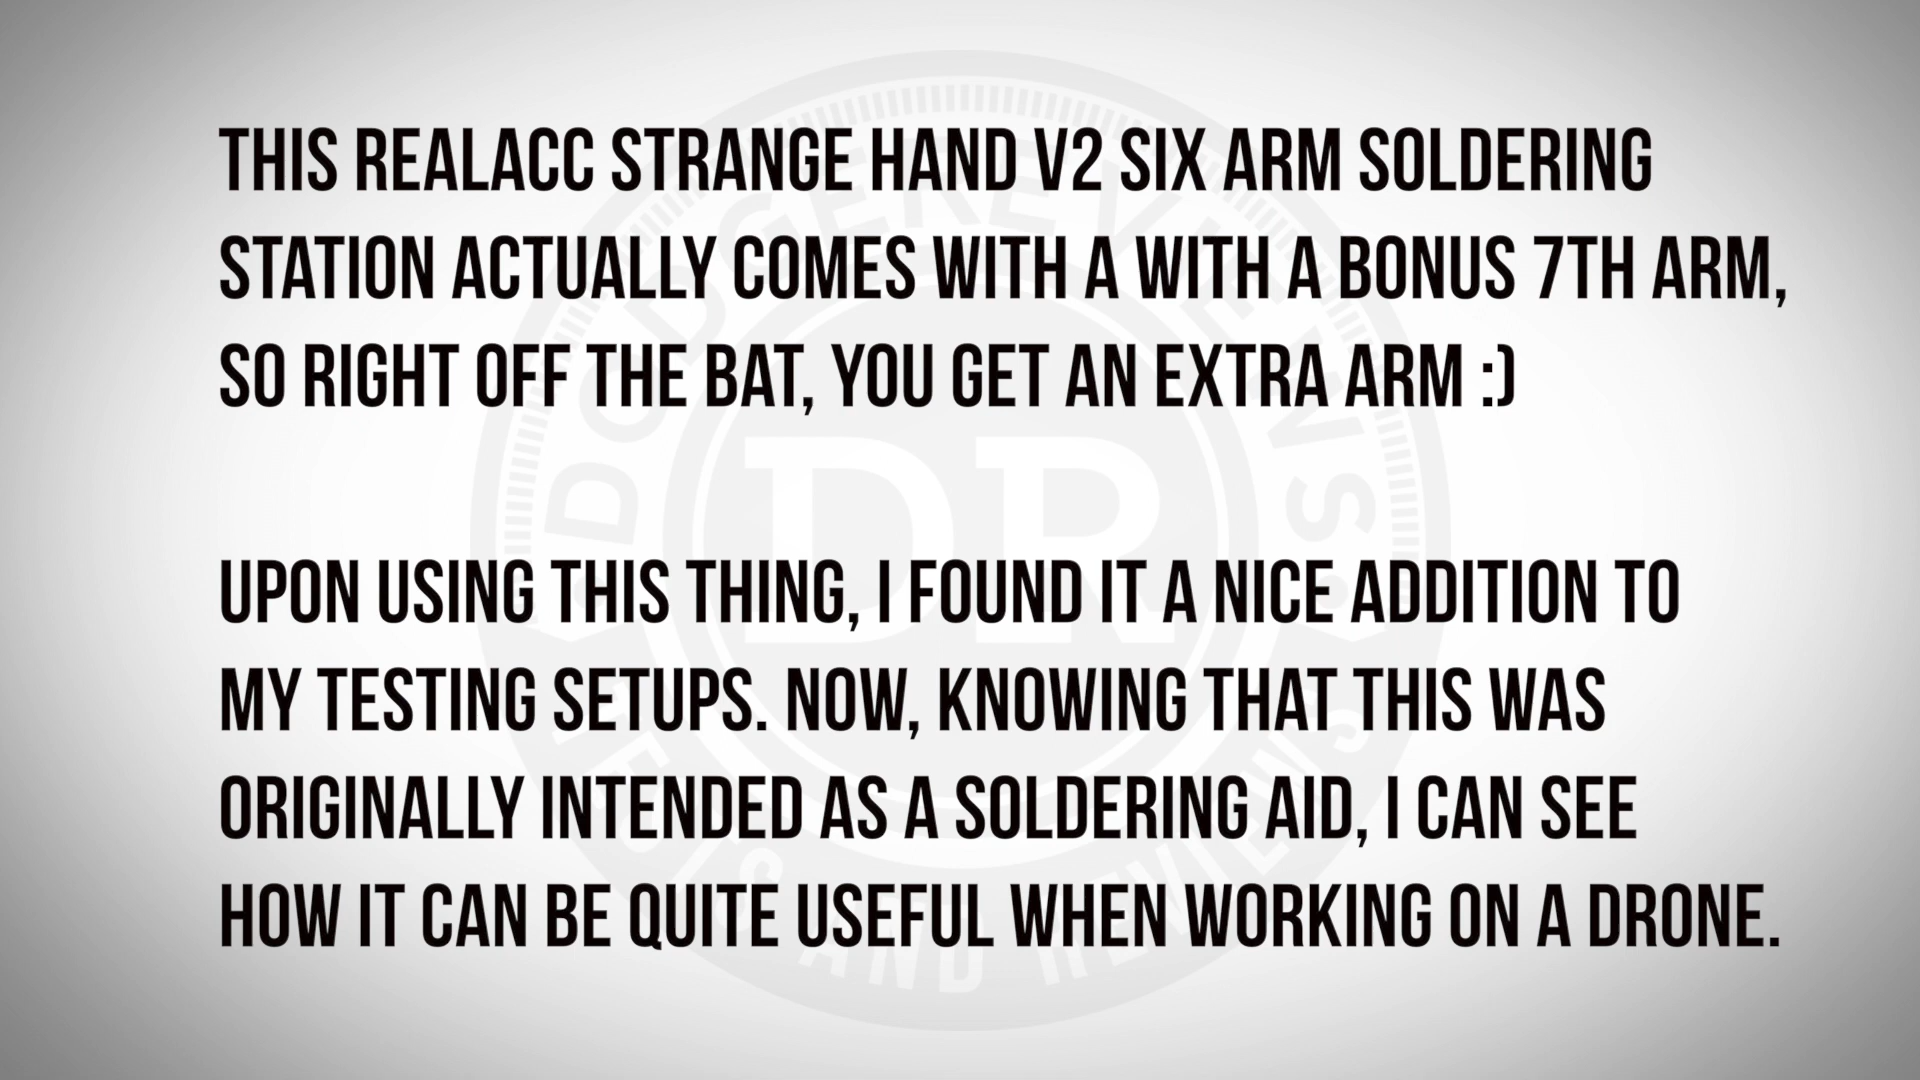 THIS REALACC STRANGE HAND V2 SIX ARM SOLDERING
STATION ACTUALLY COMES WITH A WITH A BONUS 7TH ARM,
SO RIGHT OFF THE BAT, YOU GET AN EXTRA ARM :)
UPON USING THIS THING, I FOUND IT A NICE ADDITION TO
MY TESTING SETUPS. NOW, KNOWING THAT THIS WAS
ORIGINALLY INTENDED AS A SOLDERING AID, I CAN SEE
HOW IT CAN BE QUITE USEFUL WHEN WORKING ON A DRONE.
DR
AND REVIEWS